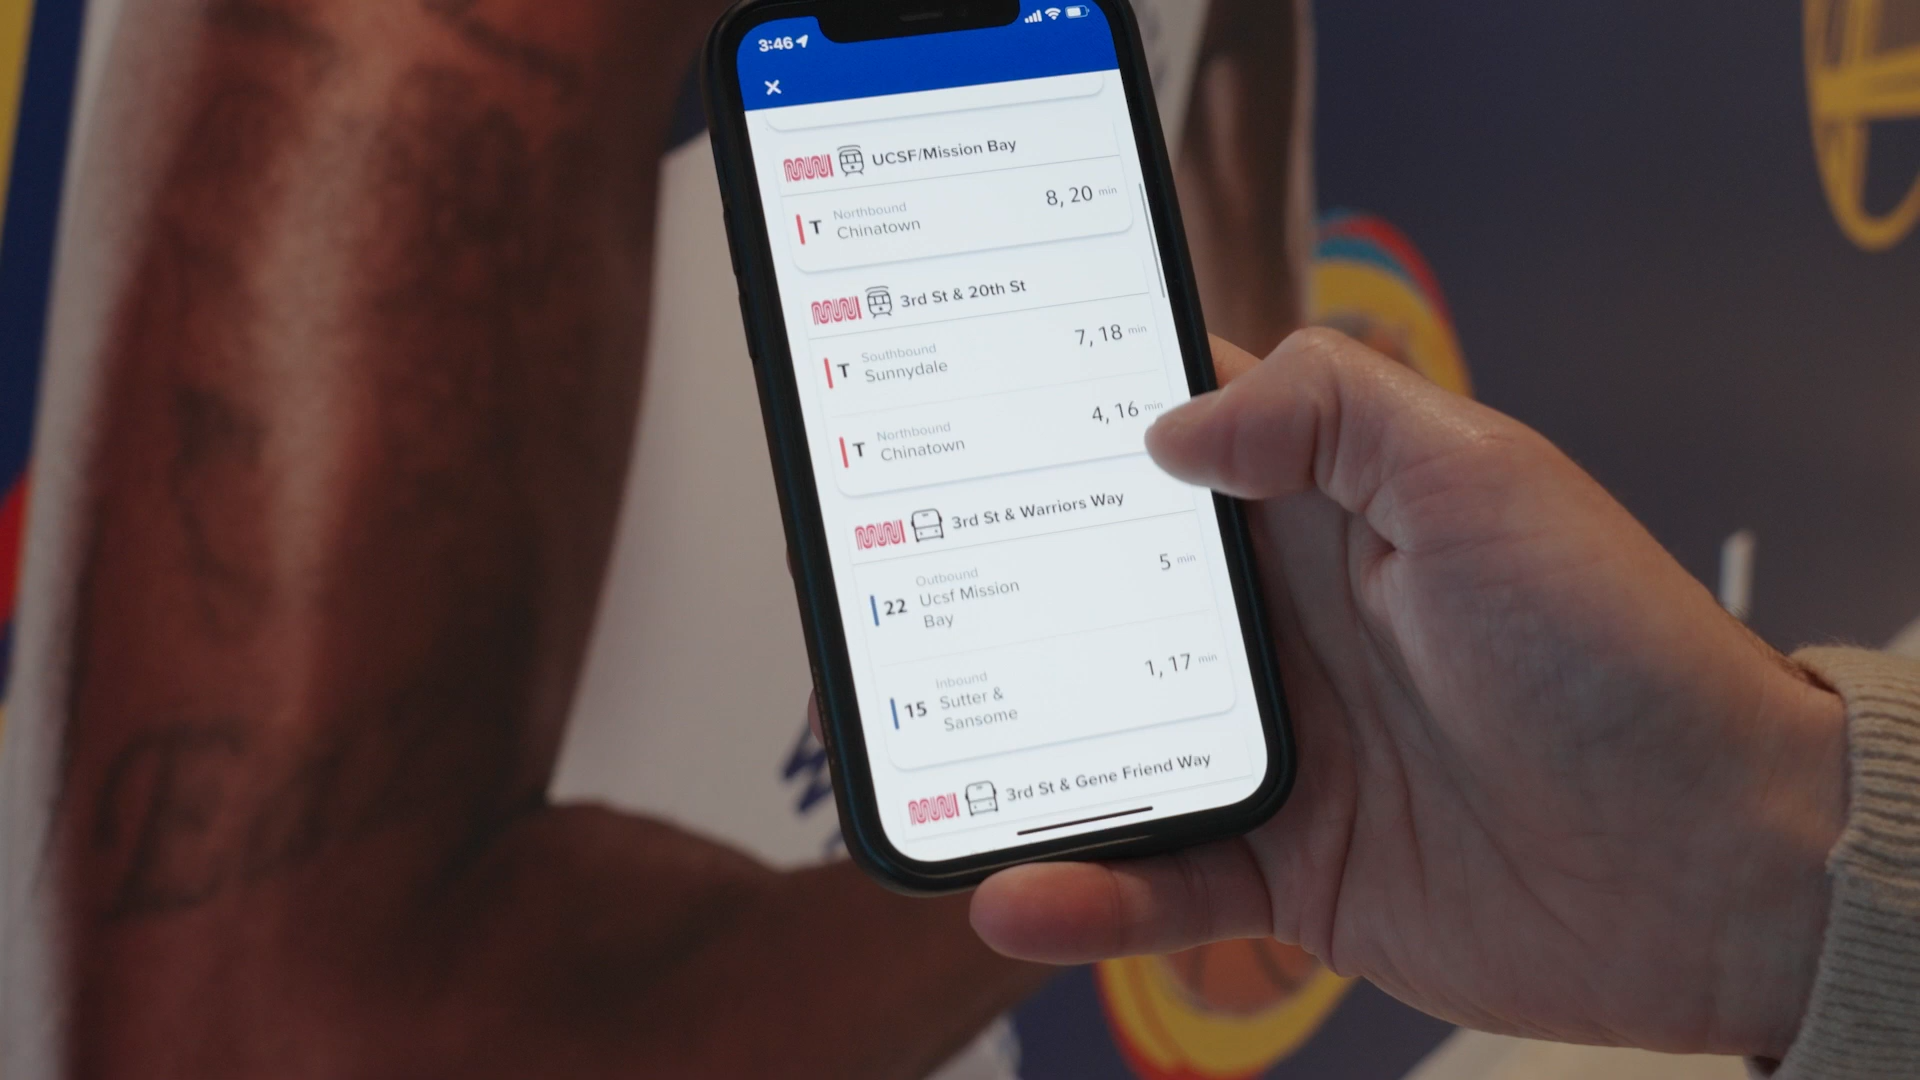 3:46
UCSF/Mission Bay
T Northbound 8, 20 min
Chinatown
3rd St & 20th St
T Southbound 7, 18 min
Sunnydale
T Northbound 4, 16 min
Chinatown
3rd St & Warriors Way
22 Outbound 5 min
Ucsf Mission
Bay
15 Inbound 1, 17 min
Sutter &
Sansome
3rd St & Gene Friend Way